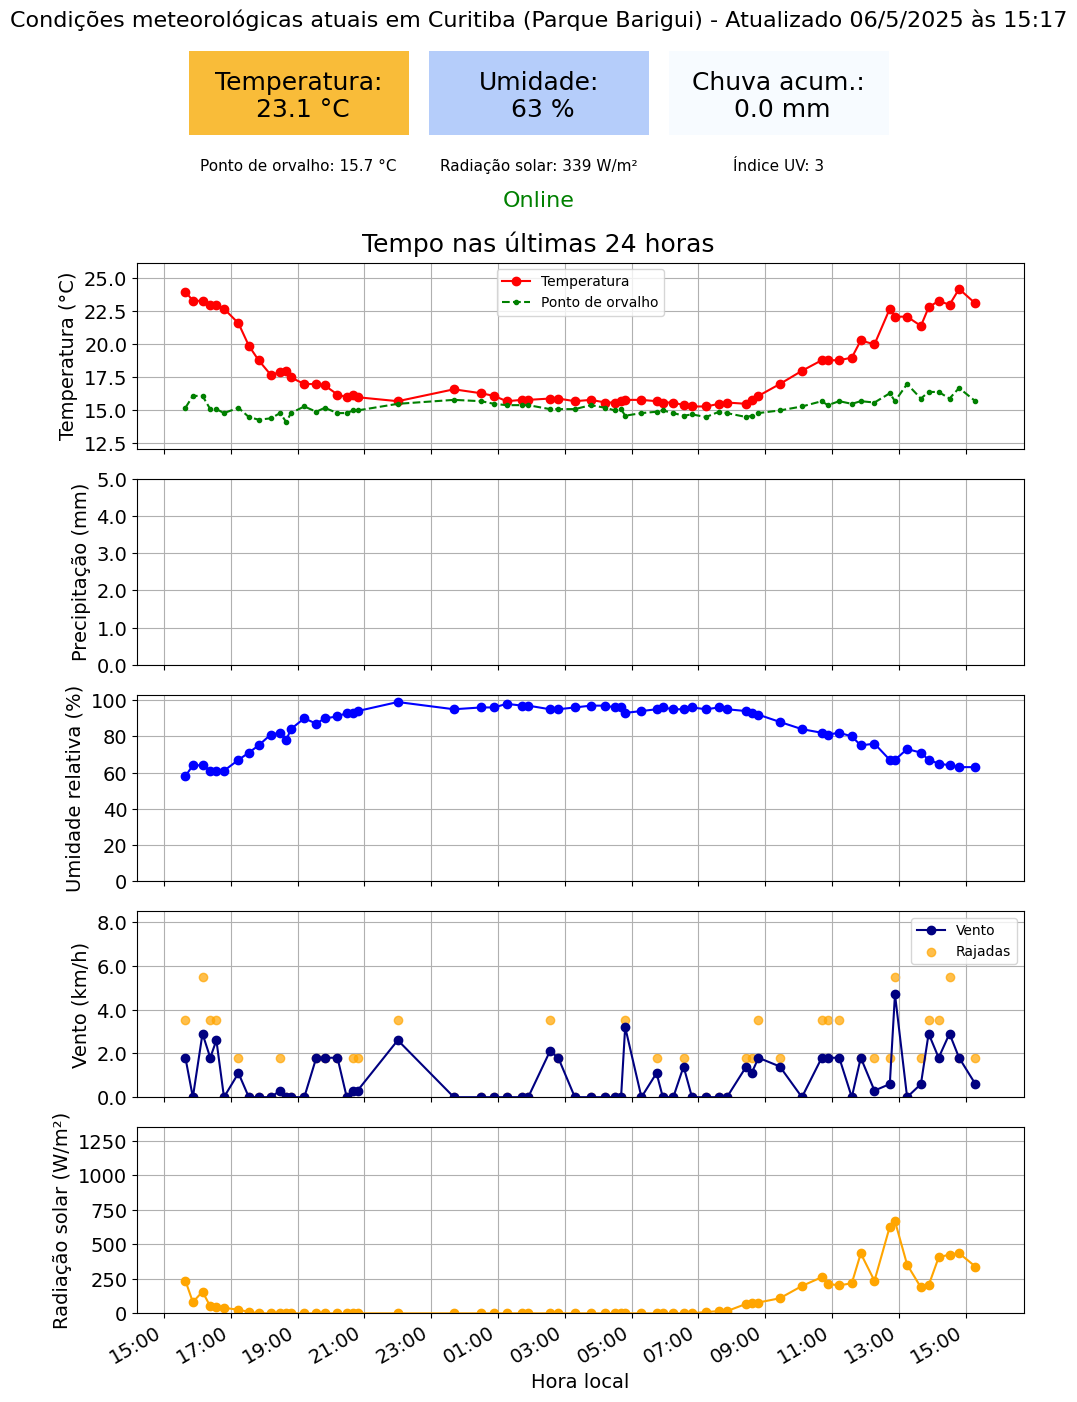 Condições meteorológicas atuais em Curitiba (Parque Barigui) - Atualizado 06/5/2025 às 15:17
Temperatura:
23.1 °C
Umidade:
63 %
Chuva acum.:
0.0 mm
Ponto de orvalho: 15.7 °C
Radiação solar: 339 W/m²
Índice UV: 3
Online
Tempo nas últimas 24 horas
Temperatura (°C)
25.0
22.5
20.0
17.5
15.0
12.5
Temperatura
Ponto de orvalho
Precipitação (mm)
5.0
4.0
3.0
2.0
1.0
0.0
Umidade relativa (%)
100
80
60
40
20
0
Vento (km/h)
8.0
6.0
4.0
2.0
0.0
Vento
Rajadas
Radiação solar (W/m²)
1250
1000
750
500
250
0
15:00
17:00
19:00
21:00
23:00
01:00
03:00
05:00
07:00
09:00
11:00
13:00
15:00
Hora local